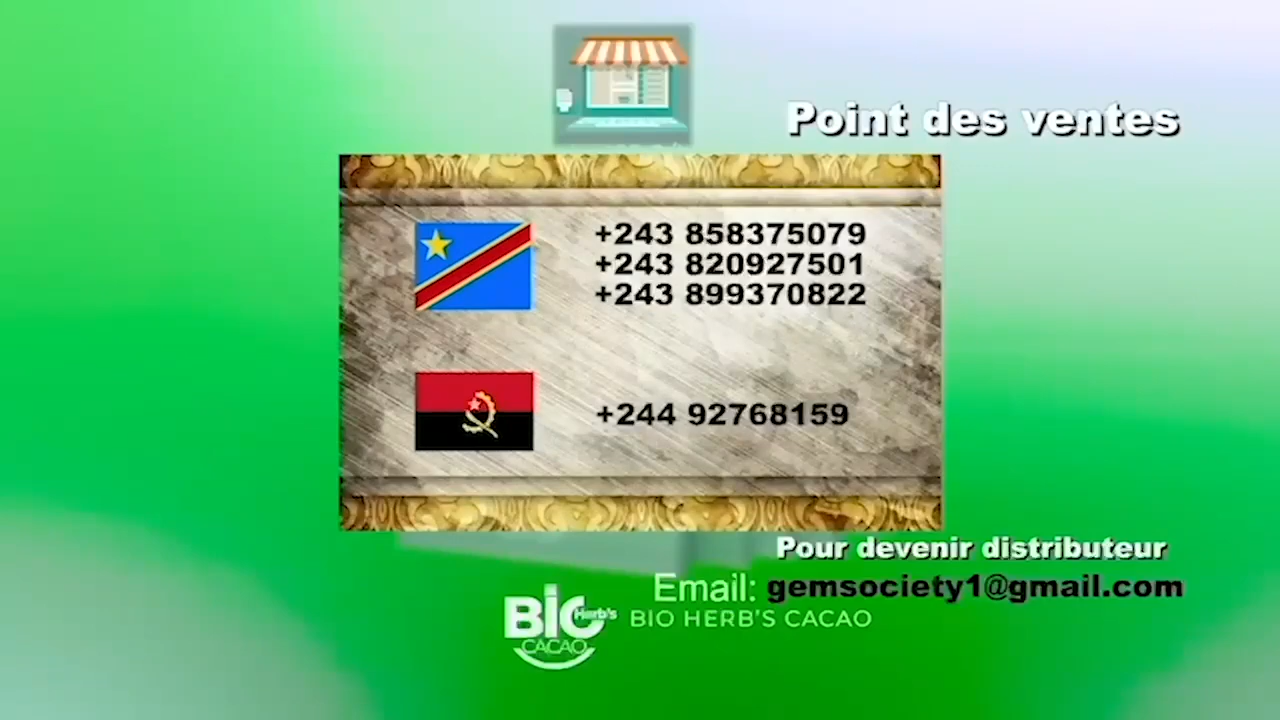 Point des ventes
+243 858375079
+243 820927501
+243 899370822
+244 92768159
Pour devenir distributeur
Email: gemsociety1@gmail.com
BIO Herb's
CACAO
BIO HERB'S CACAO